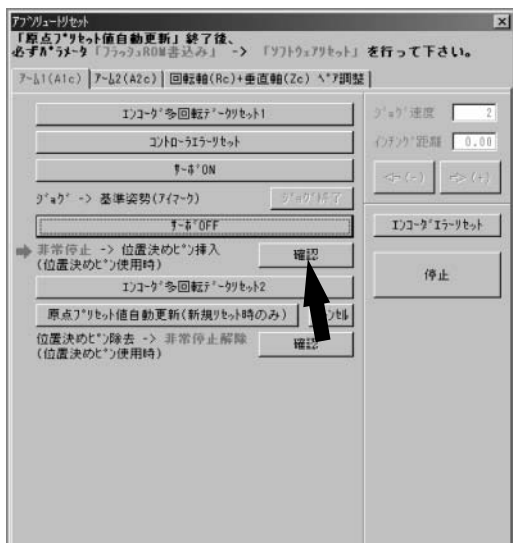 アブソリュートリセット
「原点プリセット値自動更新」終了後、
必ずパラメータ「フラッシュROM書込み」 -> 「ソフトウェアリセット」 を行って下さい。
アーム1(A1c) アーム2(A2c) 回転軸(Rc)+垂直軸(Zc) ペア調整
エンコーダ多回転データリセット1
コントローラエラーリセット
サーボON
ジョグ -> 基準姿勢(アイマーク) ジョグ終了
サーボOFF
非常停止 -> 位置決めピン挿入
(位置決めピン使用時)
確認
エンコーダ多回転データリセット2
原点プリセット値自動更新(新規リセット時のみ)
位置決めピン除去 -> 非常停止解除
(位置決めピン使用時)
確認
ジョグ速度 2
インチング距離 0.00
<=(-) =>(+)
エンコーダエラーリセット
停止